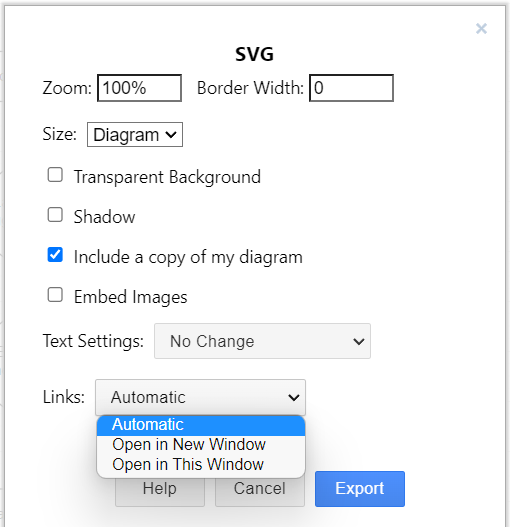 ×
SVG
Zoom: 100% Border Width: 0
Size: Diagram
Transparent Background
Shadow
Include a copy of my diagram
Embed Images
Text Settings: No Change
Links: Automatic
Automatic
Open in New Window
Open in This Window
Help Cancel Export